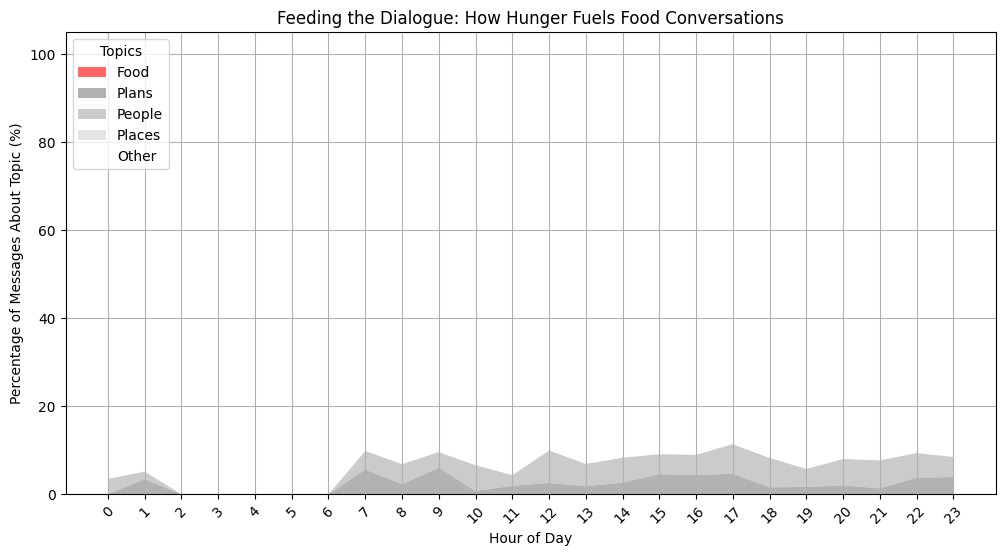 Feeding the Dialogue: How Hunger Fuels Food Conversations
Topics
Food
Plans
People
Places
Other
Percentage of Messages About Topic (%)
100
80
60
40
20
0
0 1 2 3 4 5 6 7 8 9 10 11 12 13 14 15 16 17 18 19 20 21 22 23
Hour of Day